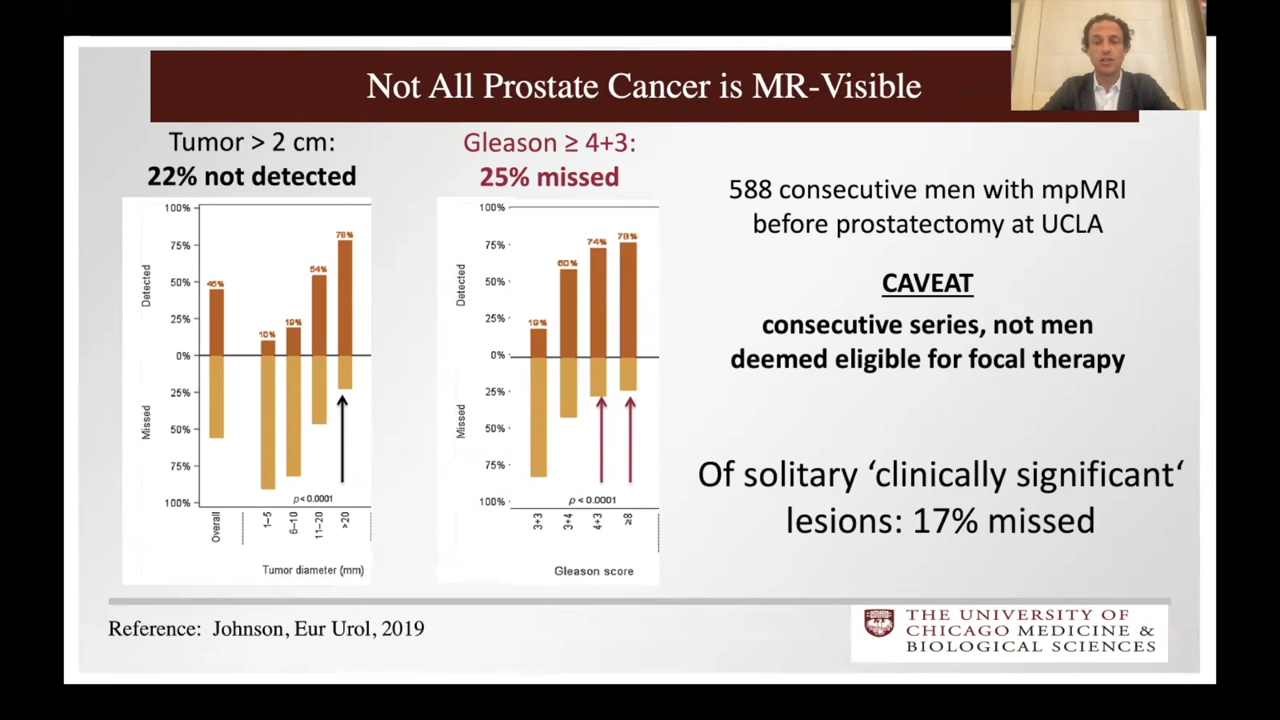 Not All Prostate Cancer is MR-Visible
Tumor > 2 cm:
22% not detected
100%
75%
50%
25%
0%
25%
50%
75%
100%
Detected
Missed
46%
10%
19%
54%
78%
p < 0.0001
Overall
1–5
6–10
11–20
>20
Tumor diameter (mm)
Gleason ≥ 4+3:
25% missed
100%
75%
50%
25%
0%
25%
50%
75%
100%
Detected
Missed
19%
60%
74%
78%
p < 0.0001
3+3
3+4
4+3
≥8
Gleason score
588 consecutive men with mpMRI
before prostatectomy at UCLA
CAVEAT
consecutive series, not men
deemed eligible for focal therapy
Of solitary ‘clinically significant‘
lesions: 17% missed
Reference: Johnson, Eur Urol, 2019
THE UNIVERSITY OF
CHICAGO MEDICINE &
BIOLOGICAL SCIENCES